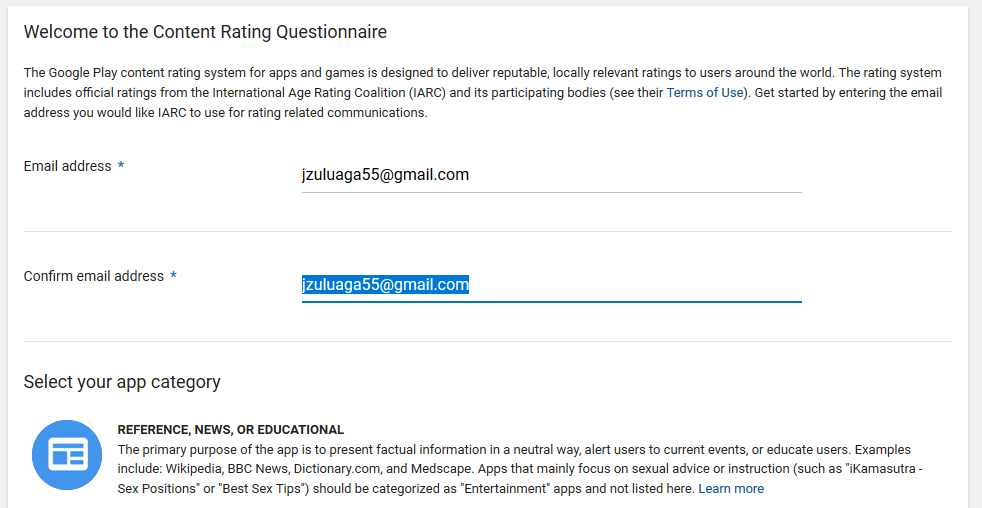 Welcome to the Content Rating Questionnaire
The Google Play content rating system for apps and games is designed to deliver reputable, locally relevant ratings to users around the world. The rating system
includes official ratings from the International Age Rating Coalition (IARC) and its participating bodies (see their Terms of Use). Get started by entering the email
address you would like IARC to use for rating related communications.
Email address *
jzuluaga55@gmail.com
Confirm email address *
jzuluaga55@gmail.com
Select your app category
REFERENCE, NEWS, OR EDUCATIONAL
The primary purpose of the app is to present factual information in a neutral way, alert users to current events, or educate users. Examples
include: Wikipedia, BBC News, Dictionary.com, and Medscape. Apps that mainly focus on sexual advice or instruction (such as "iKamasutra -
Sex Positions" or "Best Sex Tips") should be categorized as "Entertainment" apps and not listed here. Learn more